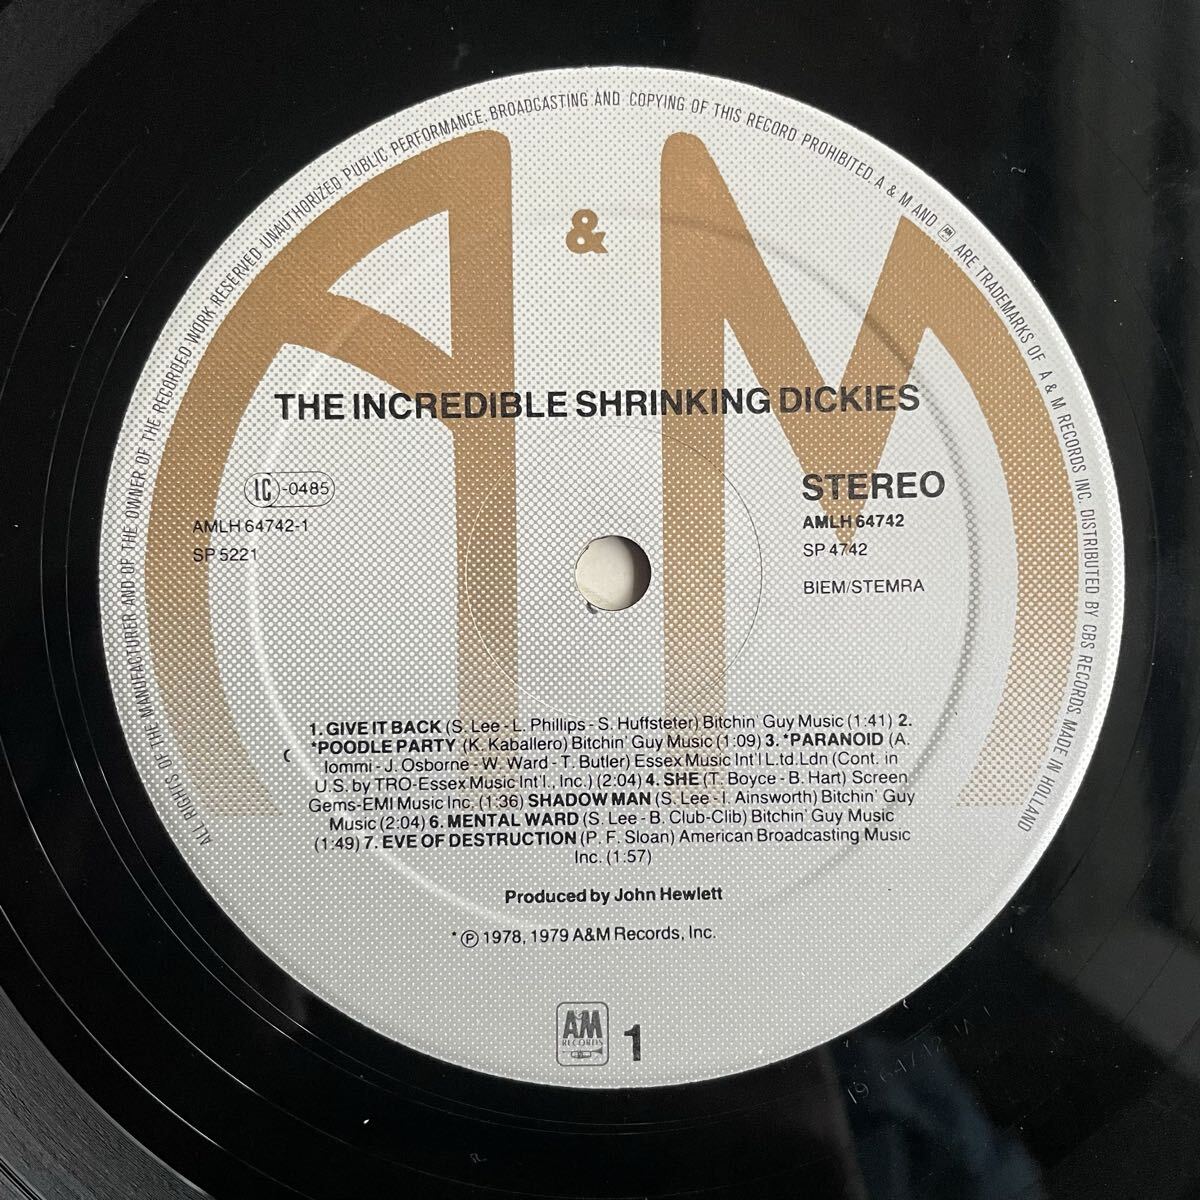 ALL RIGHTS OF THE MANUFACTURER AND OF THE OWNER OF THE RECORDED WORK RESERVED UNAUTHORIZED PUBLIC PERFORMANCE, BROADCASTING AND COPYING OF THIS RECORD PROHIBITED. A & M AND AM ARE TRADEMARKS OF A & M RECORDS INC. DISTRIBUTED BY CBS RECORDS MADE IN HOLLAND
A & M
THE INCREDIBLE SHRINKING DICKIES
LC-0485
AMLH 64742-1
SP 5221
STEREO
AMLH 64742
SP 4742
BIEM/STEMRA
1. GIVE IT BACK (S. Lee - L. Phillips - S. Huffsteter) Bitchin' Guy Music (1:41) 2.
*POODLE PARTY (K. Kaballero) Bitchin' Guy Music (1:09) 3. *PARANOID (A.
Iommi - J. Osborne - W. Ward - T. Butler) Essex Music Int'l L.td. Ldn (Cont. in
U.S. by TRO-Essex Music Int'l., Inc.) (2:04) 4. SHE (T. Boyce - B. Hart) Screen
Gems-EMI Music Inc. (1:36) SHADOW MAN (S. Lee - I. Ainsworth) Bitchin' Guy
Music (2:04) 6. MENTAL WARD (S. Lee - B. Club-Clib) Bitchin' Guy Music
(1:49) 7. EVE OF DESTRUCTION (P. F. Sloan) American Broadcasting Music
Inc. (1:57)
Produced by John Hewlett
* ℗ 1978, 1979 A&M Records, Inc.
AM
RECORDS
1